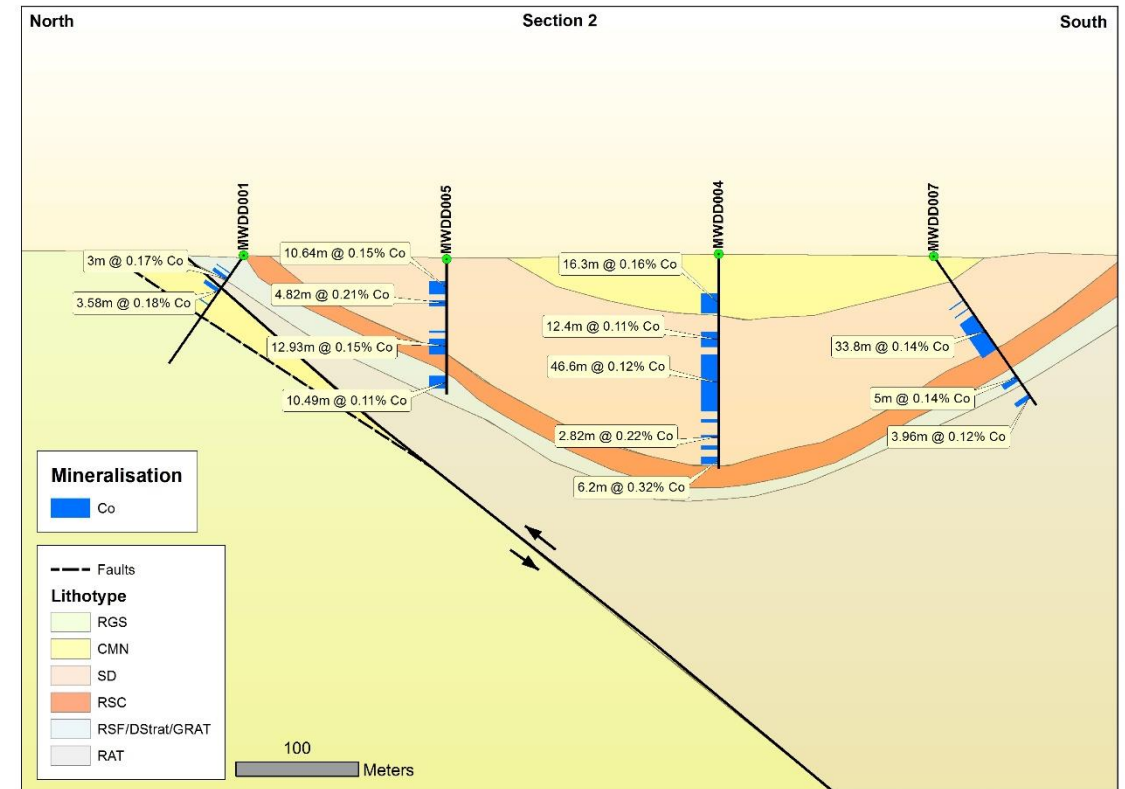 North
Section 2
South
MWDD001
MWDD005
MWDD004
MWDD007
3m @ 0.17% Co
3.58m @ 0.18% Co
10.64m @ 0.15% Co
4.82m @ 0.21% Co
12.93m @ 0.15% Co
10.49m @ 0.11% Co
16.3m @ 0.16% Co
12.4m @ 0.11% Co
46.6m @ 0.12% Co
2.82m @ 0.22% Co
6.2m @ 0.32% Co
33.8m @ 0.14% Co
5m @ 0.14% Co
3.96m @ 0.12% Co
Mineralisation
Co
Faults
Lithotype
RGS
CMN
SD
RSC
RSF/DStrat/GRAT
RAT
100
Meters